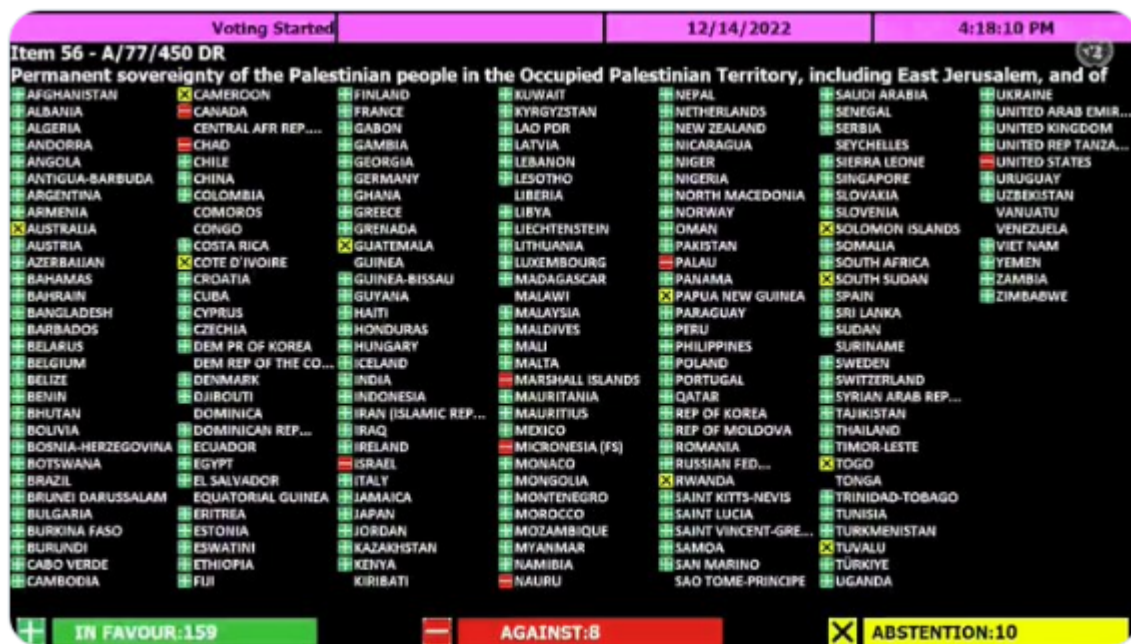 Voting Started 12/14/2022 4:18:10 PM
Item 56 - A/77/450 DR
Permanent sovereignty of the Palestinian people in the Occupied Palestinian Territory, including East Jerusalem, and of
AFGHANISTAN
ALBANIA
ALGERIA
ANDORRA
ANGOLA
ANTIGUA-BARBUDA
ARGENTINA
ARMENIA
AUSTRALIA
AUSTRIA
AZERBAIJAN
BAHAMAS
BAHRAIN
BANGLADESH
BARBADOS
BELARUS
BELGIUM
BELIZE
BENIN
BHUTAN
BOLIVIA
BOSNIA-HERZEGOVINA
BOTSWANA
BRAZIL
BRUNEI DARUSSALAM
BULGARIA
BURKINA FASO
BURUNDI
CABO VERDE
CAMBODIA
CAMEROON
CANADA
CENTRAL AFR REP....
CHAD
CHILE
CHINA
COLOMBIA
COMOROS
CONGO
COSTA RICA
COTE D'IVOIRE
CROATIA
CUBA
CYPRUS
CZECHIA
DEM PR OF KOREA
DEM REP OF THE CO...
DENMARK
DJIBOUTI
DOMINICA
DOMINICAN REP...
ECUADOR
EGYPT
EL SALVADOR
EQUATORIAL GUINEA
ERITREA
ESTONIA
ESWATINI
ETHIOPIA
FIJI
FINLAND
FRANCE
GABON
GAMBIA
GEORGIA
GERMANY
GHANA
GREECE
GRENADA
GUATEMALA
GUINEA
GUINEA-BISSAU
GUYANA
HAITI
HONDURAS
HUNGARY
ICELAND
INDIA
INDONESIA
IRAN (ISLAMIC REP...
IRAQ
IRELAND
ISRAEL
ITALY
JAMAICA
JAPAN
JORDAN
KAZAKHSTAN
KENYA
KIRIBATI
KUWAIT
KYRGYZSTAN
LAO PDR
LATVIA
LEBANON
LESOTHO
LIBERIA
LIBYA
LIECHTENSTEIN
LITHUANIA
LUXEMBOURG
MADAGASCAR
MALAWI
MALAYSIA
MALDIVES
MALI
MALTA
MARSHALL ISLANDS
MAURITANIA
MAURITIUS
MEXICO
MICRONESIA (FS)
MONACO
MONGOLIA
MONTENEGRO
MOROCCO
MOZAMBIQUE
MYANMAR
NAMIBIA
NAURU
NEPAL
NETHERLANDS
NEW ZEALAND
NICARAGUA
NIGER
NIGERIA
NORTH MACEDONIA
NORWAY
OMAN
PAKISTAN
PALAU
PANAMA
PAPUA NEW GUINEA
PARAGUAY
PERU
PHILIPPINES
POLAND
PORTUGAL
QATAR
REP OF KOREA
REP OF MOLDOVA
ROMANIA
RUSSIAN FED...
RWANDA
SAINT KITTS-NEVIS
SAINT LUCIA
SAINT VINCENT-GRE...
SAMOA
SAN MARINO
SAO TOME-PRINCIPE
SAUDI ARABIA
SENEGAL
SERBIA
SEYCHELLES
SIERRA LEONE
SINGAPORE
SLOVAKIA
SLOVENIA
SOLOMON ISLANDS
SOMALIA
SOUTH AFRICA
SOUTH SUDAN
SPAIN
SRI LANKA
SUDAN
SURINAME
SWEDEN
SWITZERLAND
SYRIAN ARAB REP...
TAJIKISTAN
THAILAND
TIMOR-LESTE
TOGO
TONGA
TRINIDAD-TOBAGO
TUNISIA
TURKMENISTAN
TUVALU
TÜRKIYE
UGANDA
UKRAINE
UNITED ARAB EMIR...
UNITED KINGDOM
UNITED REP TANZA...
UNITED STATES
URUGUAY
UZBEKISTAN
VANUATU
VENEZUELA
VIET NAM
YEMEN
ZAMBIA
ZIMBABWE
IN FAVOUR:159 AGAINST:8 ABSTENTION:10